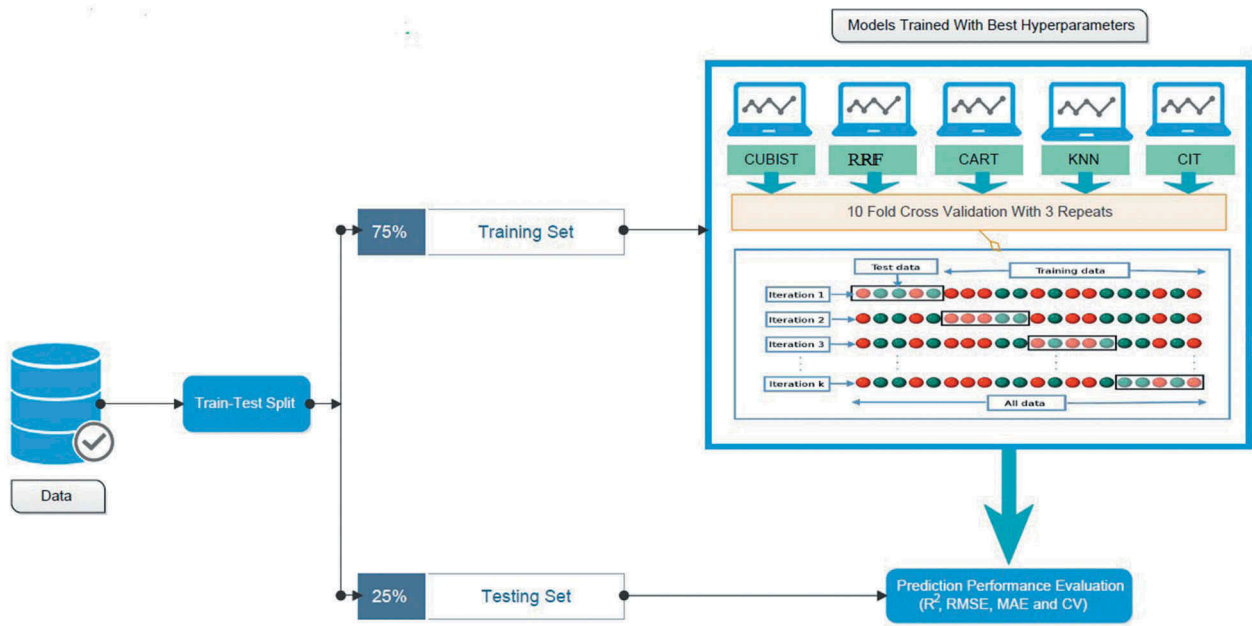 Models Trained With Best Hyperparameters
CUBIST
RRF
CART
KNN
CIT
10 Fold Cross Validation With 3 Repeats
75%
Training Set
Test data
Training data
Iteration 1
Iteration 2
Iteration 3
Iteration k
All data
Train-Test Split
Data
25%
Testing Set
Prediction Performance Evaluation
(R², RMSE, MAE and CV)